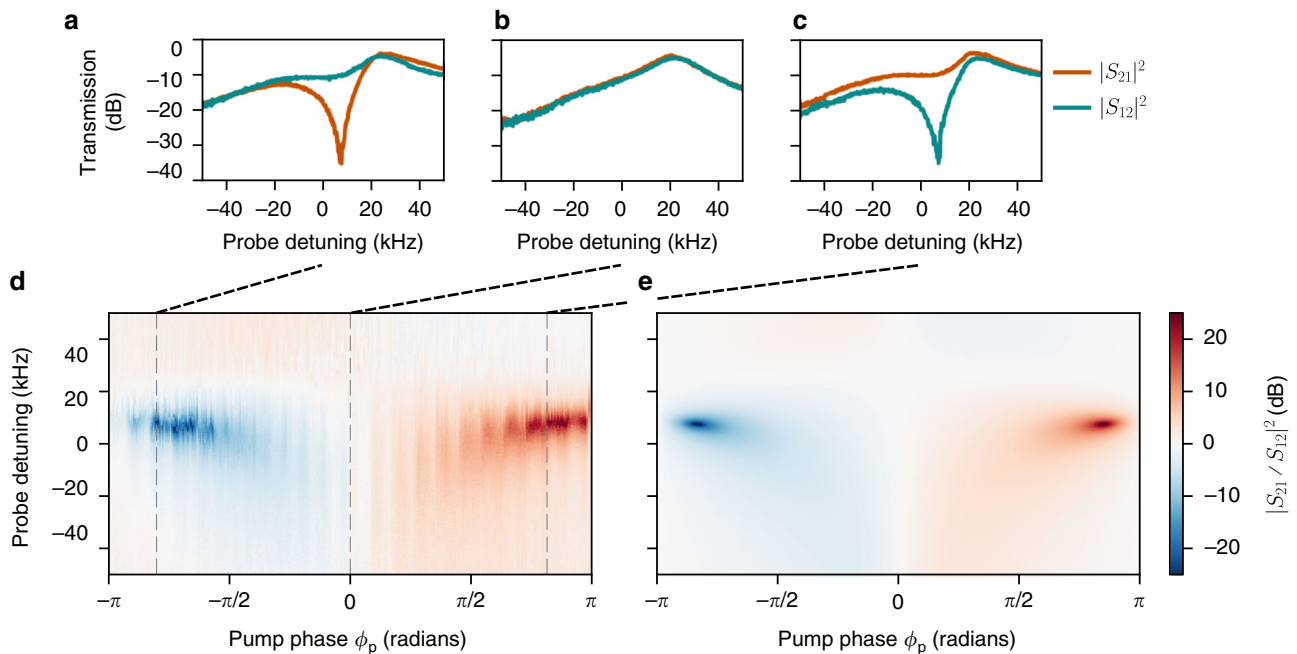 a
b
c
Transmission
(dB)
0
−10
−20
−30
−40
−40 −20 0 20 40
−40 −20 0 20 40
−40 −20 0 20 40
Probe detuning (kHz)
Probe detuning (kHz)
Probe detuning (kHz)
|S21|²
|S12|²
d
e
Probe detuning (kHz)
40
20
0
−20
−40
−π −π/2 0 π/2 π
Pump phase ϕp (radians)
−π −π/2 0 π/2 π
Pump phase ϕp (radians)
20
10
0
−10
−20
|S21 / S12|² (dB)